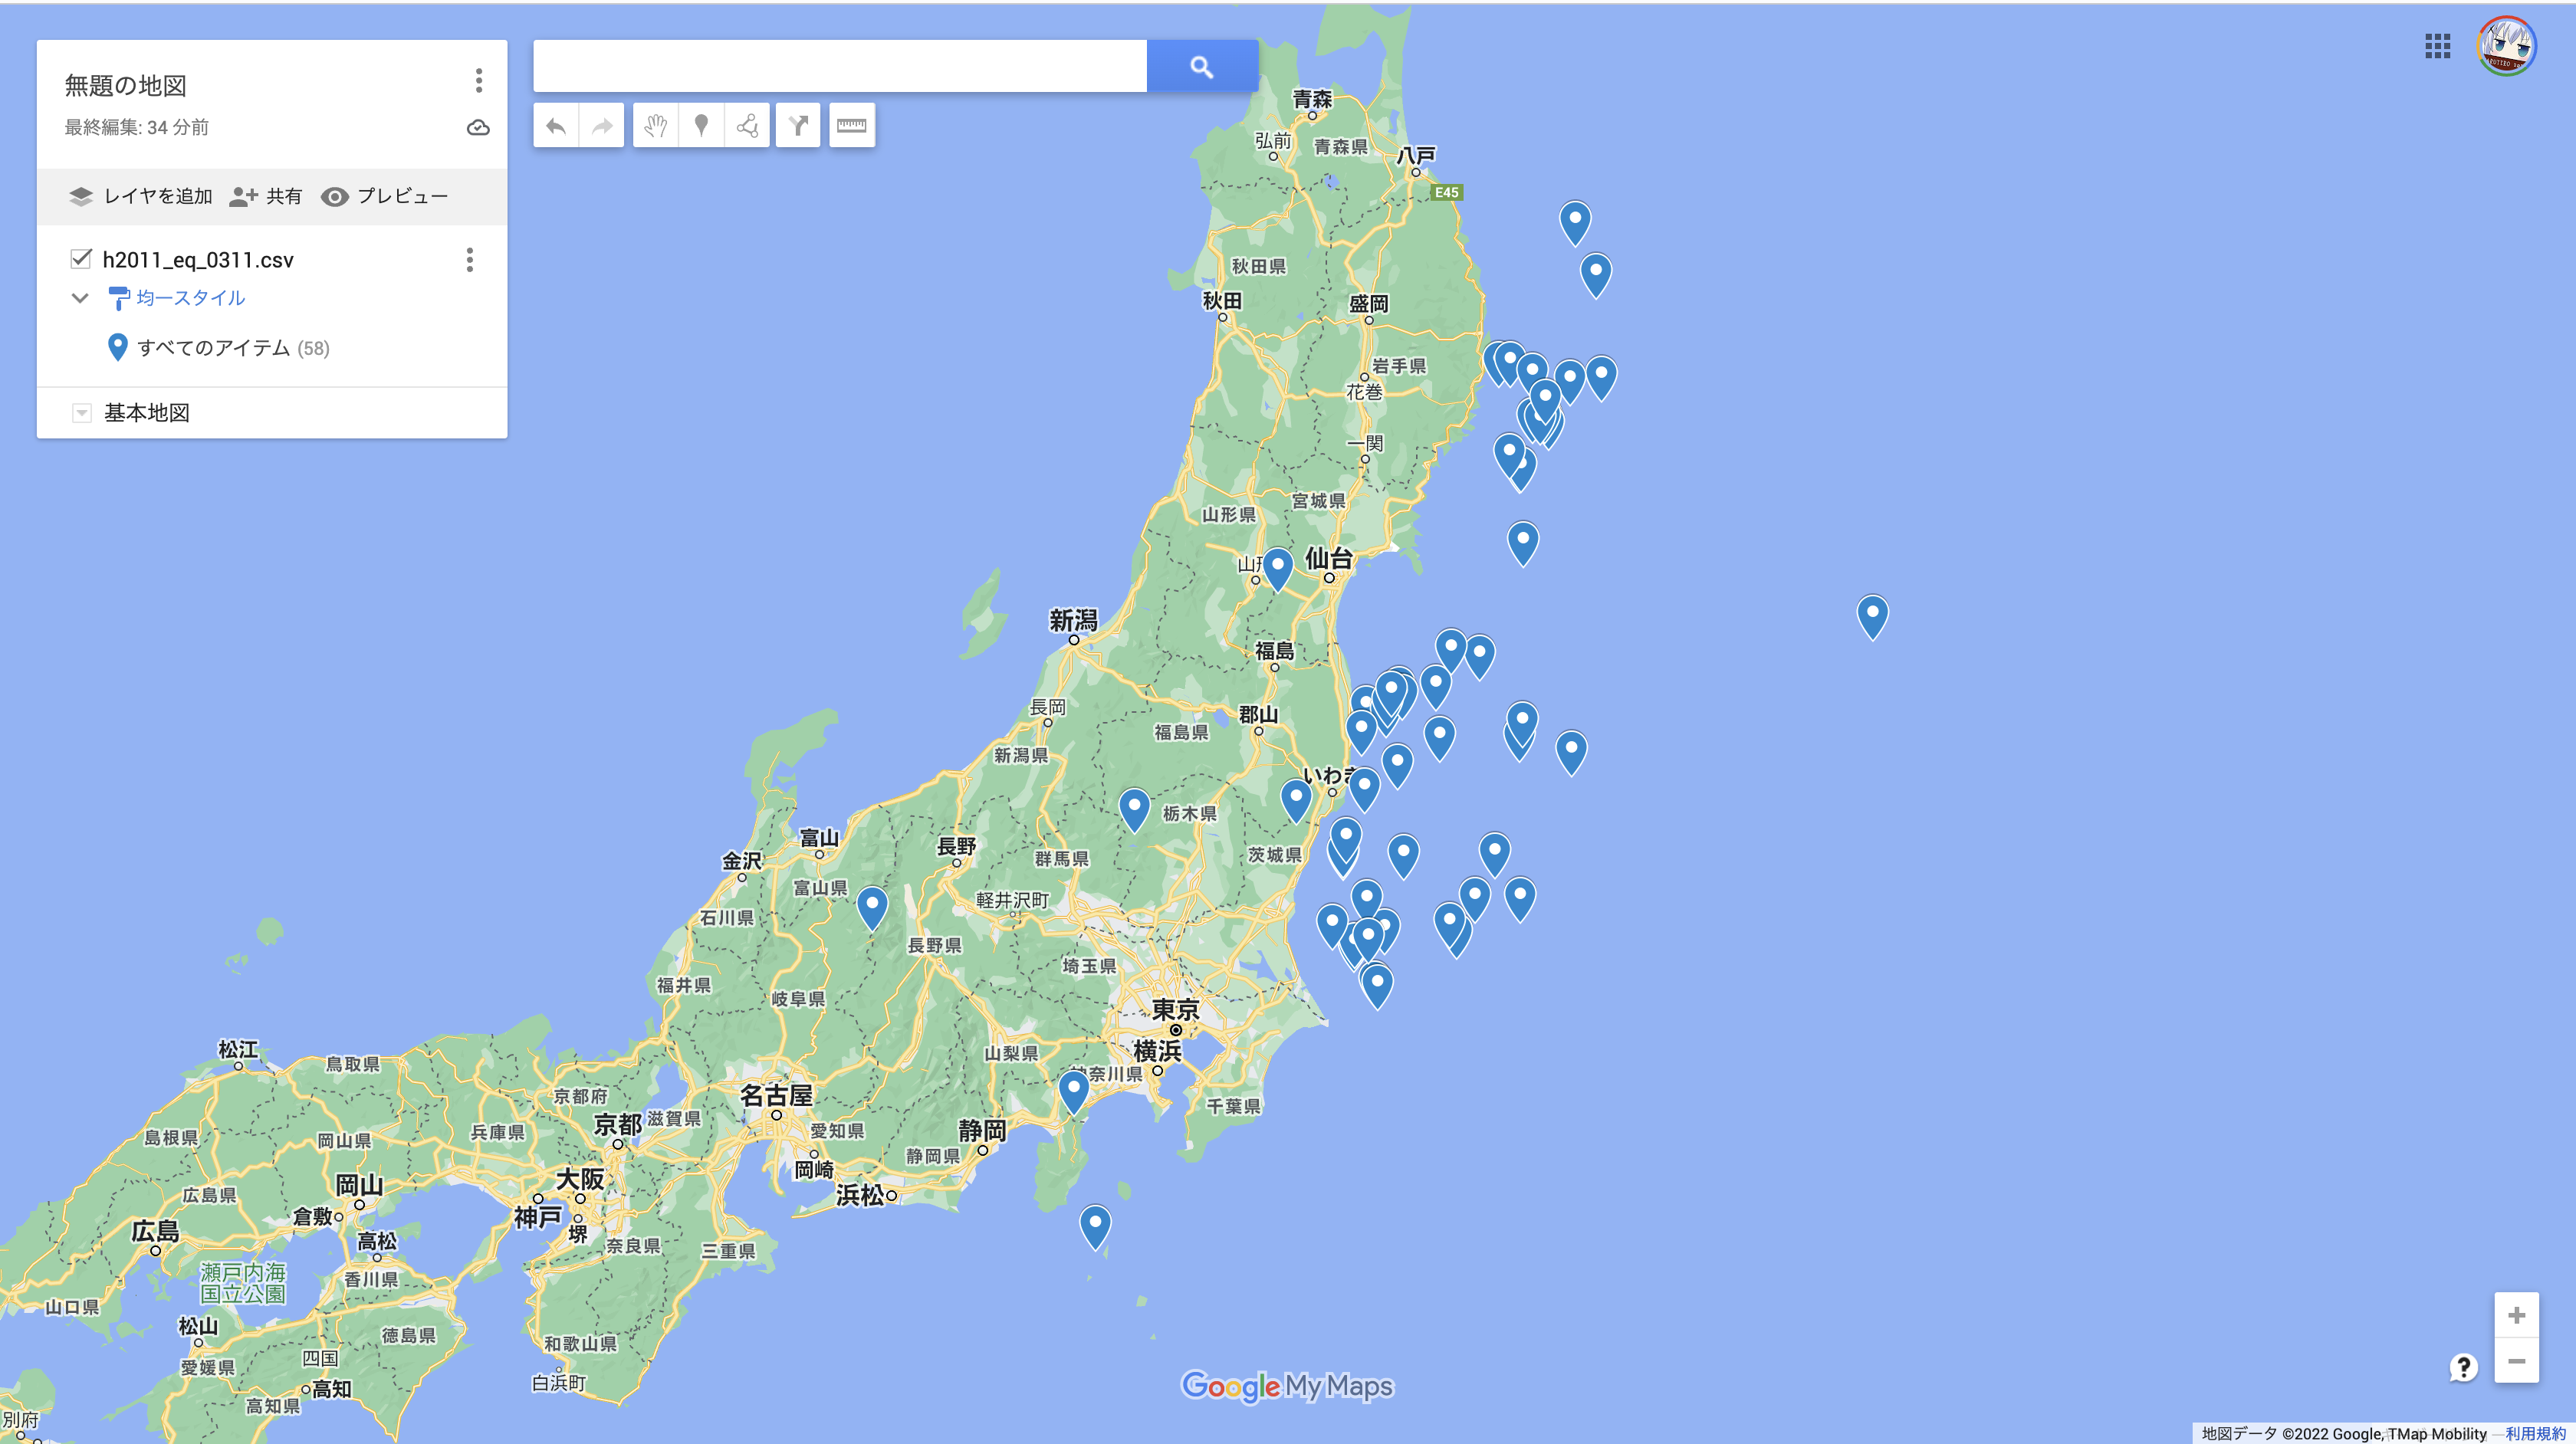 無題の地図
最終編集: 34 分前
レイヤを追加 共有 プレビュー
h2011_eq_0311.csv
均一スタイル
すべてのアイテム (58)
基本地図
青森
弘前
青森県
八戸
E45
秋田県
秋田
盛岡
岩手県
花巻
一関
宮城県
山形県
仙台
新潟
福島
長岡
郡山
福島県
新潟県
栃木県
富山
長野
金沢
群馬県
茨城県
富山県
軽井沢町
石川県
長野県
埼玉県
福井県
岐阜県
東京
松江
横浜
鳥取県
山梨県
奈川県
京都府
名古屋
千葉県
滋賀県
京都
兵庫県
島根県
岡山県
愛知県
静岡
静岡県
岡崎
大阪
岡山
広島県
浜松
倉敷
神戸
広島
堺
高松
奈良県
三重県
瀬戸内海
国立公園
香川県
山口県
松山
徳島県
和歌山県
四国
愛媛県
白浜町
高知
高知県
別府
Google My Maps
?
地図データ ©2022 Google, TMap Mobility
利用規約